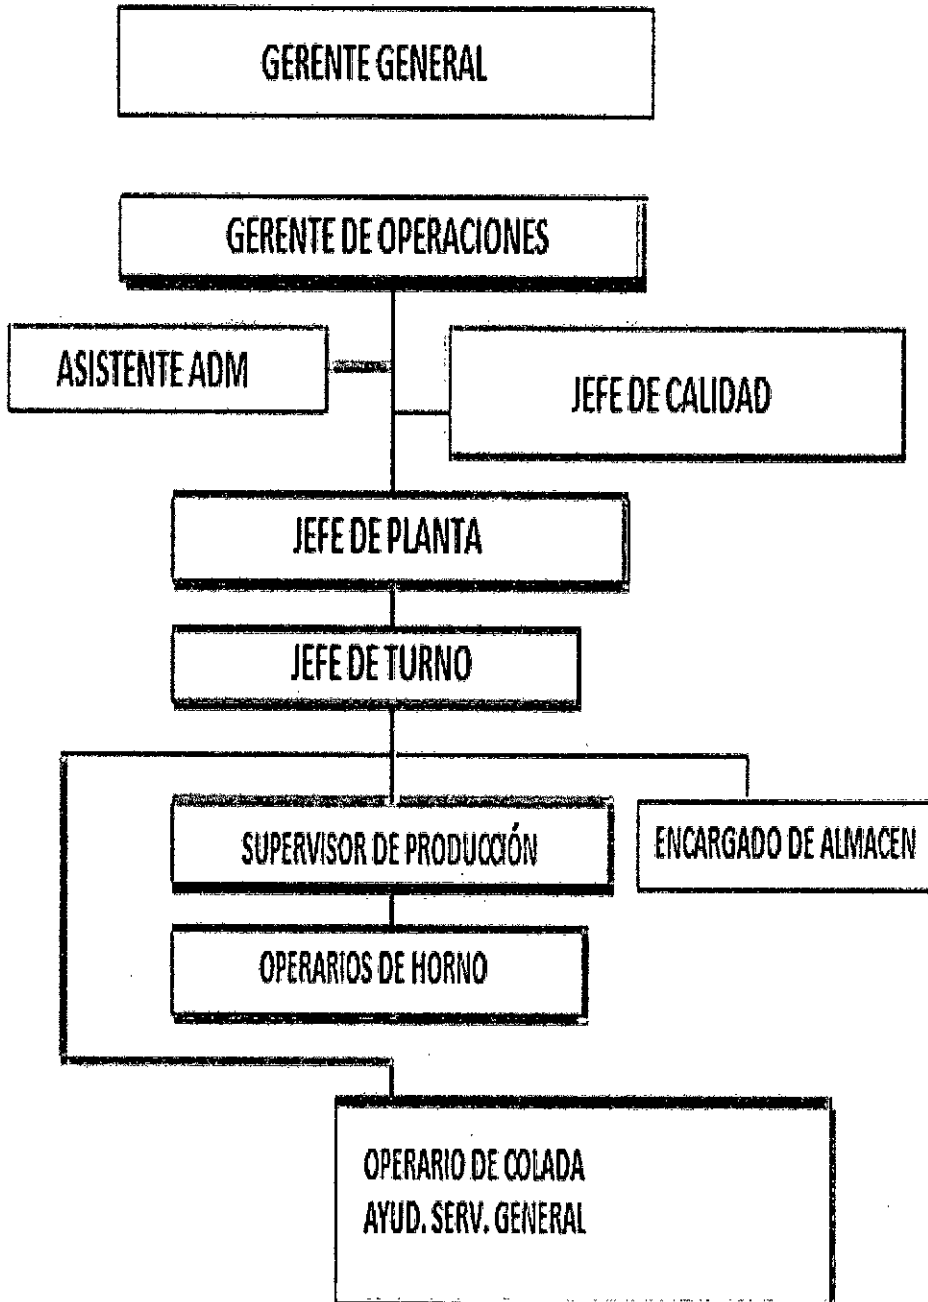 GERENTE GENERAL
GERENTE DE OPERACIONES
ASISTENTE ADM
JEFE DE CALIDAD
JEFE DE PLANTA
JEFE DE TURNO
SUPERVISOR DE PRODUCCIÓN
ENCARGADO DE ALMACEN
OPERARIOS DE HORNO
OPERARIO DE COLADA
AYUD. SERV. GENERAL